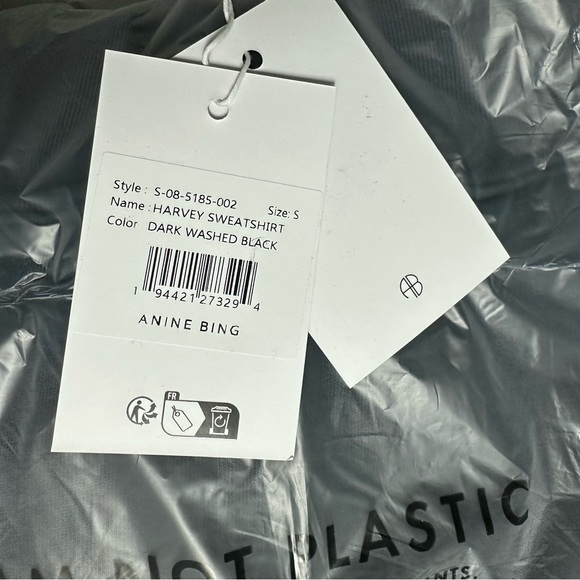 Style : S-08-5185-002 Size: S
Name : HARVEY SWEATSHIRT
Color DARK WASHED BLACK
1 94421 27329 4
ANINE BING
FR
AB
NOT PLASTIC